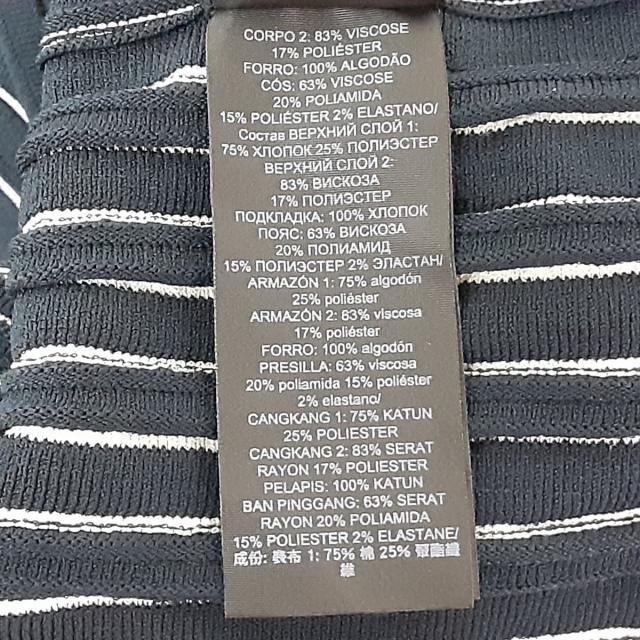 CORPO 2: 83% VISCOSE
17% POLIÉSTER
FORRO: 100% ALGODÃO
CÓS: 63% VISCOSE
20% POLIAMIDA
15% POLIÉSTER 2% ELASTANO/
Состав ВЕРХНИЙ СЛОЙ 1:
75% ХЛОПОК 25% ПОЛИЭСТЕР
ВЕРХНИЙ СЛОЙ 2:
83% ВИСКОЗА
17% ПОЛИЭСТЕР
ПОДКЛАДКА: 100% ХЛОПОК
ПОЯС: 63% ВИСКОЗА
20% ПОЛИАМИД
15% ПОЛИЭСТЕР 2% ЭЛАСТАН/
ARMAZÓN 1: 75% algodón
25% poliéster
ARMAZÓN 2: 83% viscosa
17% poliéster
FORRO: 100% algodón
PRESILLA: 63% viscosa
20% poliamida 15% poliéster
2% elastano/
CANGKANG 1: 75% KATUN
25% POLIESTER
CANGKANG 2: 83% SERAT
RAYON 17% POLIESTER
PELAPIS: 100% KATUN
BAN PINGGANG: 63% SERAT
RAYON 20% POLIAMIDA
15% POLIESTER 2% ELASTANE/
成份: 表布 1: 75% 棉 25% 聚酯纖
維